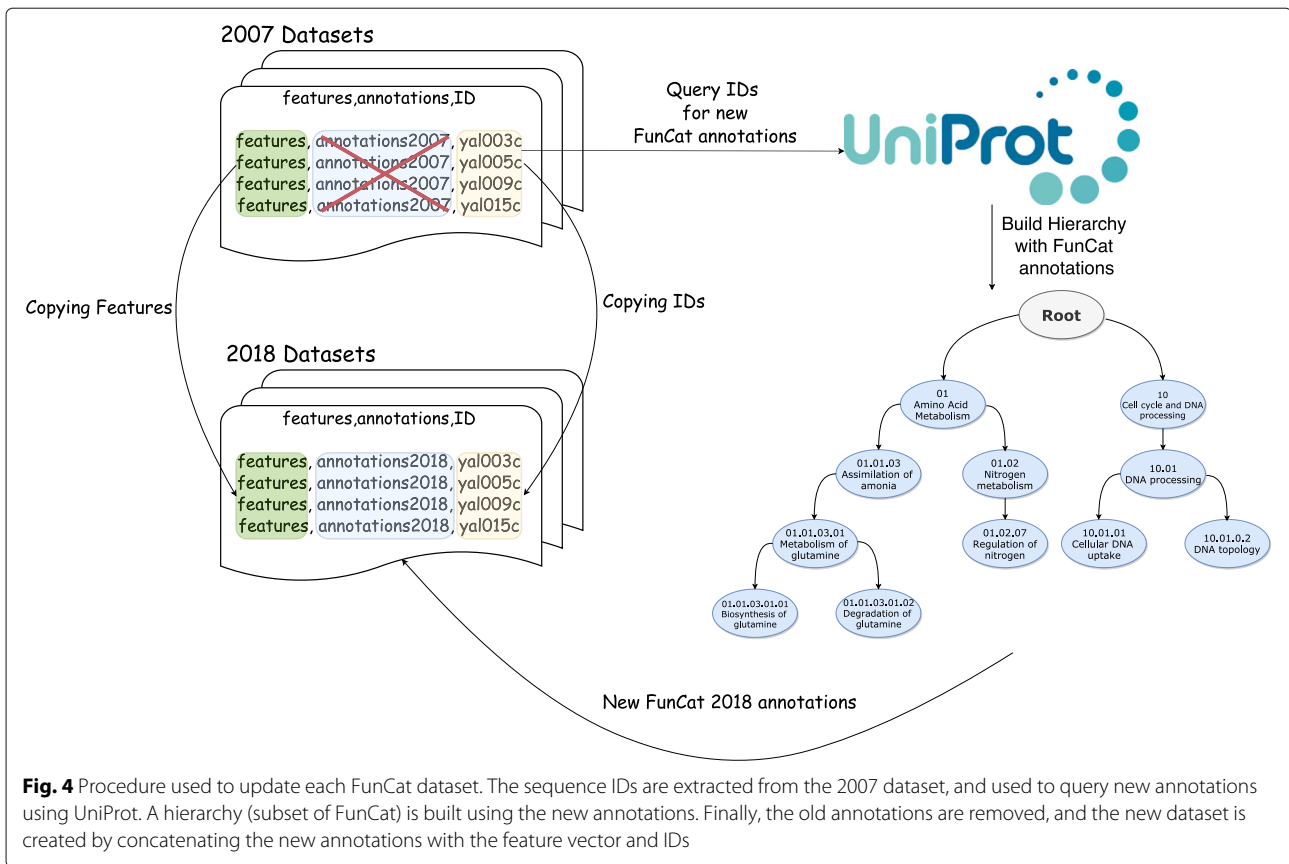 2007 Datasets
features,annotations,ID
features, annotations2007, yal003c
features, annotations2007, yal005c
features, annotations2007, yal009c
features, annotations2007, yal015c
Query IDs
for new
FunCat annotations
UniProt
Build Hierarchy
with FunCat
annotations
Copying Features
Copying IDs
2018 Datasets
features,annotations,ID
features, annotations2018, yal003c
features, annotations2018, yal005c
features, annotations2018, yal009c
features, annotations2018, yal015c
Root
01
Amino Acid
Metabolism
10
Cell cycle and DNA
processing
01.01.03
Assimilation of
amonia
01.02
Nitrogen
metabolism
10.01
DNA processing
01.01.03.01
Metabolism of
glutamine
01.02.07
Regulation of
nitrogen
10.01.01
Cellular DNA
uptake
10.01.0.2
DNA topology
01.01.03.01.01
Biosynthesis of
glutamine
01.01.03.01.02
Degradation of
glutamine
New FunCat 2018 annotations
Fig. 4 Procedure used to update each FunCat dataset. The sequence IDs are extracted from the 2007 dataset, and used to query new annotations
using UniProt. A hierarchy (subset of FunCat) is built using the new annotations. Finally, the old annotations are removed, and the new dataset is
created by concatenating the new annotations with the feature vector and IDs